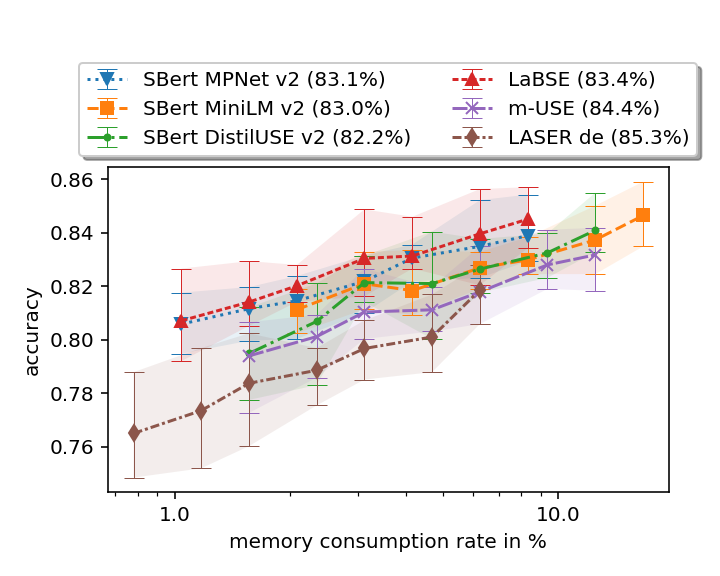 SBert MPNet v2 (83.1%) LaBSE (83.4%)
SBert MiniLM v2 (83.0%) m-USE (84.4%)
SBert DistilUSE v2 (82.2%) LASER de (85.3%)
0.86
0.84
0.82
0.80
0.78
0.76
accuracy
1.0 10.0
memory consumption rate in %